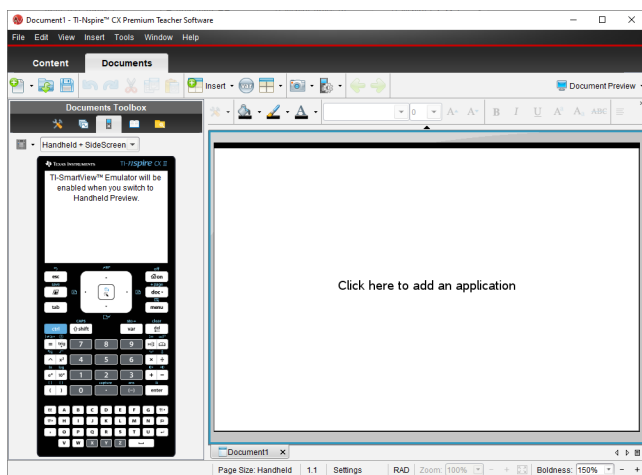 Document1 - TI-Nspire™ CX Premium Teacher Software
File Edit View Insert Tools Window Help
Content Documents
Insert
Document Preview
Documents Toolbox
0 A+ A- B I U ABC
Handheld + SideScreen
TEXAS INSTRUMENTS TI-nspire CX II
TI-SmartView™ Emulator will be
enabled when you switch to
Handheld Preview.
esc
on
doc
tab
menu
ctrl shift var del
7 8 9
4 5 6
1 2 3
0 enter
A B C D E F G
H I J K L M N
O P Q R S T U
V W X Y Z
Click here to add an application
Document1
Page Size: Handheld 1.1 Settings RAD Zoom: 100% Boldness: 150%